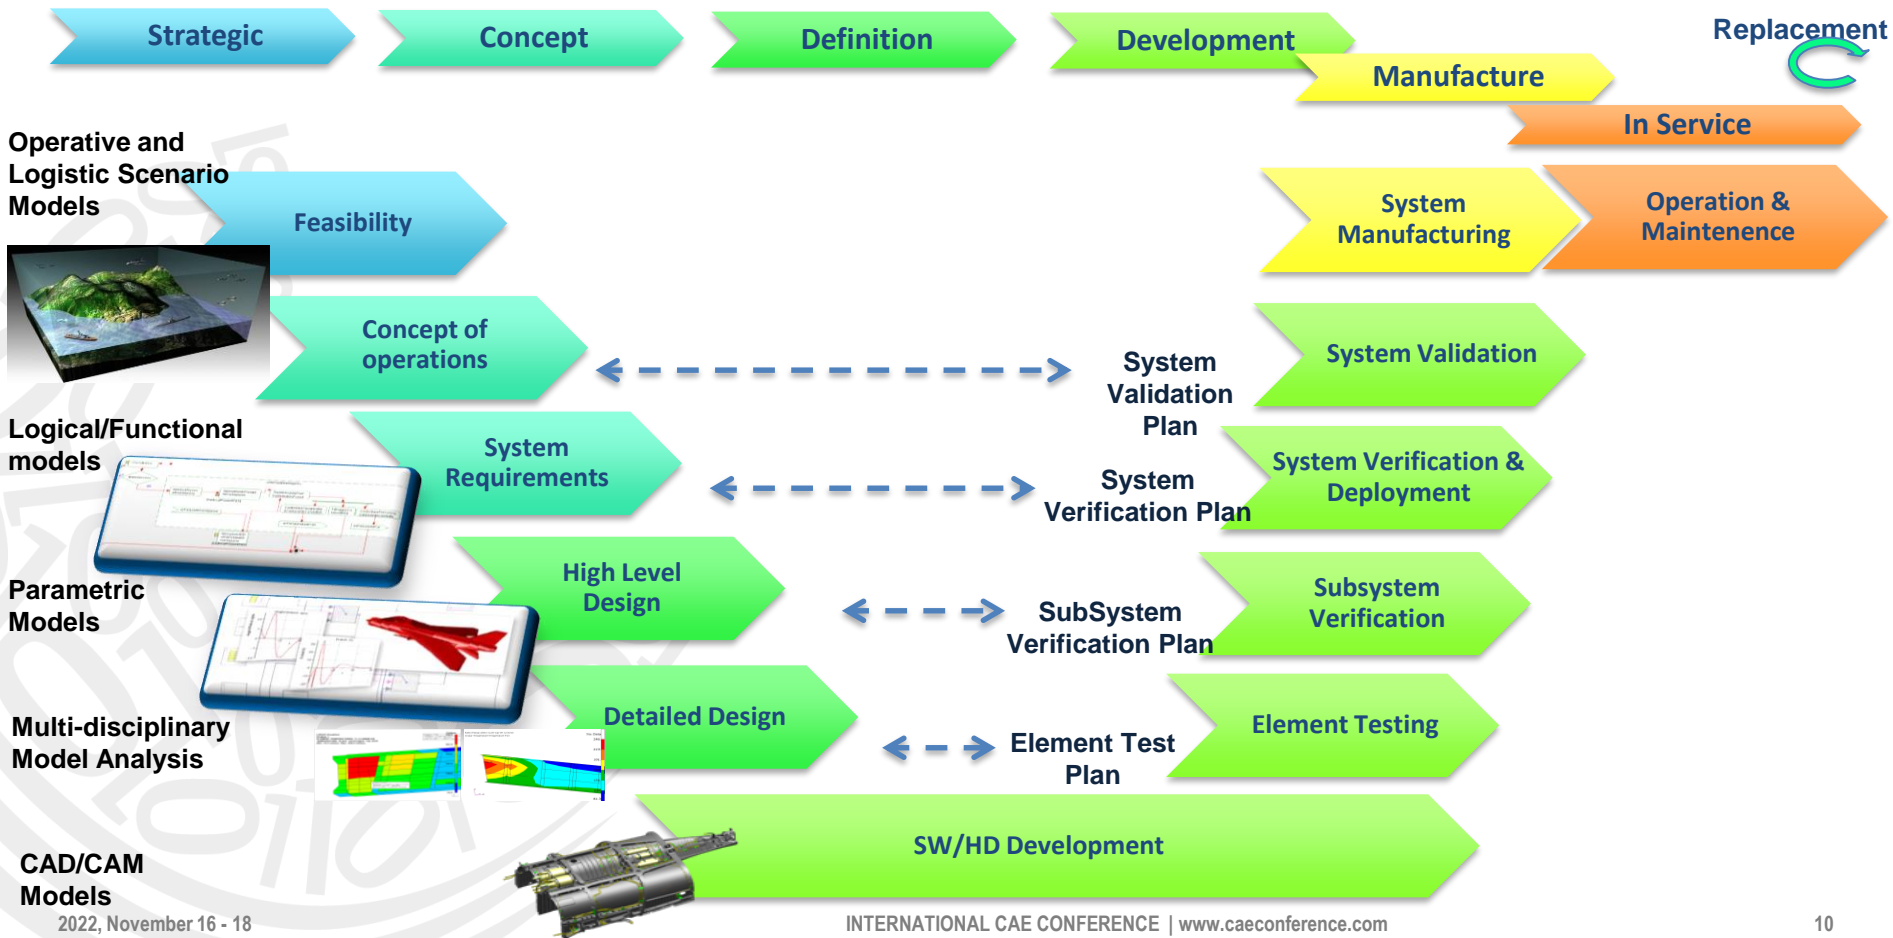 Strategic
Concept
Definition
Development
Replacement
Manufacture
In Service
Operative and
Logistic Scenario
Models
Feasibility
System
Manufacturing
Operation &
Maintenence
Concept of
operations
System
Validation
Plan
System Validation
Logical/Functional
models
System
Requirements
System
Verification Plan
System Verification &
Deployment
Parametric
Models
High Level
Design
SubSystem
Verification Plan
Subsystem
Verification
Multi-disciplinary
Model Analysis
Detailed Design
Element Test
Plan
Element Testing
SW/HD Development
CAD/CAM
Models
2022, November 16 - 18
INTERNATIONAL CAE CONFERENCE | www.caeconference.com
10